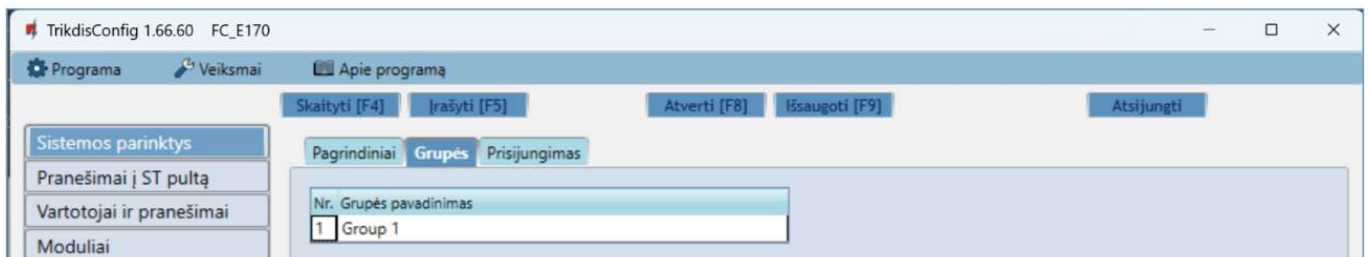 TrikdisConfig 1.66.60 FC_E170
Programa Veiksmai Apie programą
Skaityti [F4] Įrašyti [F5] Atverti [F8] Išsaugoti [F9] Atsijungti
Sistemos parinktys
Pagrindiniai Grupės Prisijungimas
Pranešimai į ST pultą
Vartotojai ir pranešimai
Nr. Grupės pavadinimas
1 Group 1
Moduliai